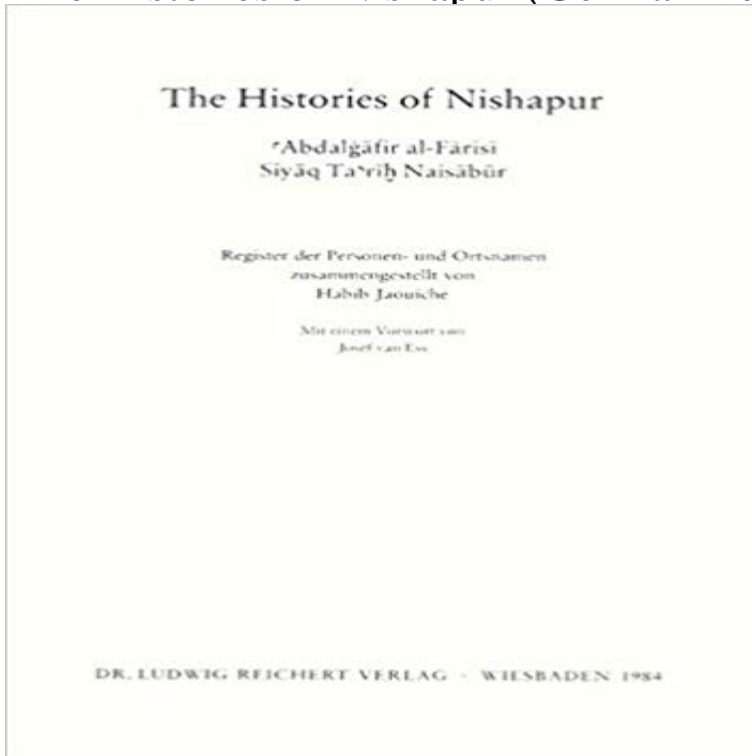 The Histories of Nishapur
ʿAbdalġāfir al-Fārisī
Siyāq Taʾrīḫ Naisābūr
Register der Personen- und Ortsnamen
zusammengestellt von
Habib Jaouiche
Mit einem Vorwort von
Josef van Ess
DR. LUDWIG REICHERT VERLAG · WIESBADEN 1984